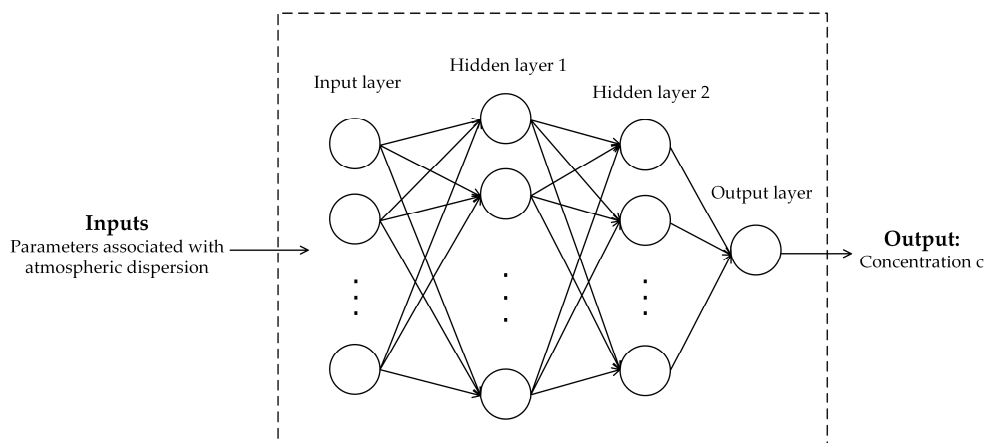 Input layer
Hidden layer 1
Hidden layer 2
Output layer
Inputs
Parameters associated with
atmospheric dispersion
Output:
Concentration c